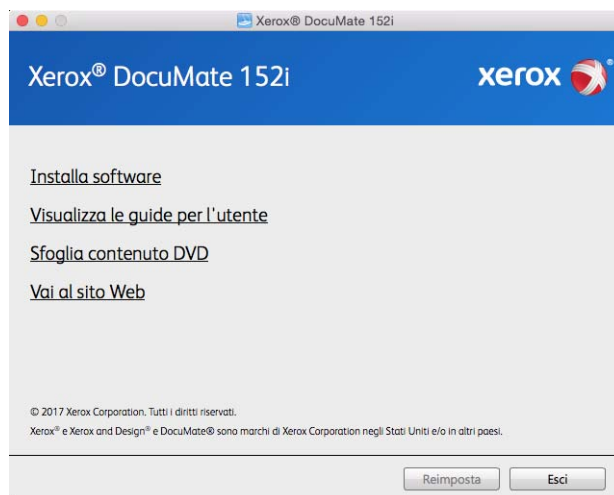 Xerox® DocuMate 152i
Xerox® DocuMate 152i
xerox®
Installa software
Visualizza le guide per l'utente
Sfoglia contenuto DVD
Vai al sito Web
© 2017 Xerox Corporation. Tutti i diritti riservati.
Xerox® e Xerox and Design® e DocuMate® sono marchi di Xerox Corporation negli Stati Uniti e/o in altri paesi.
Reimposta
Esci